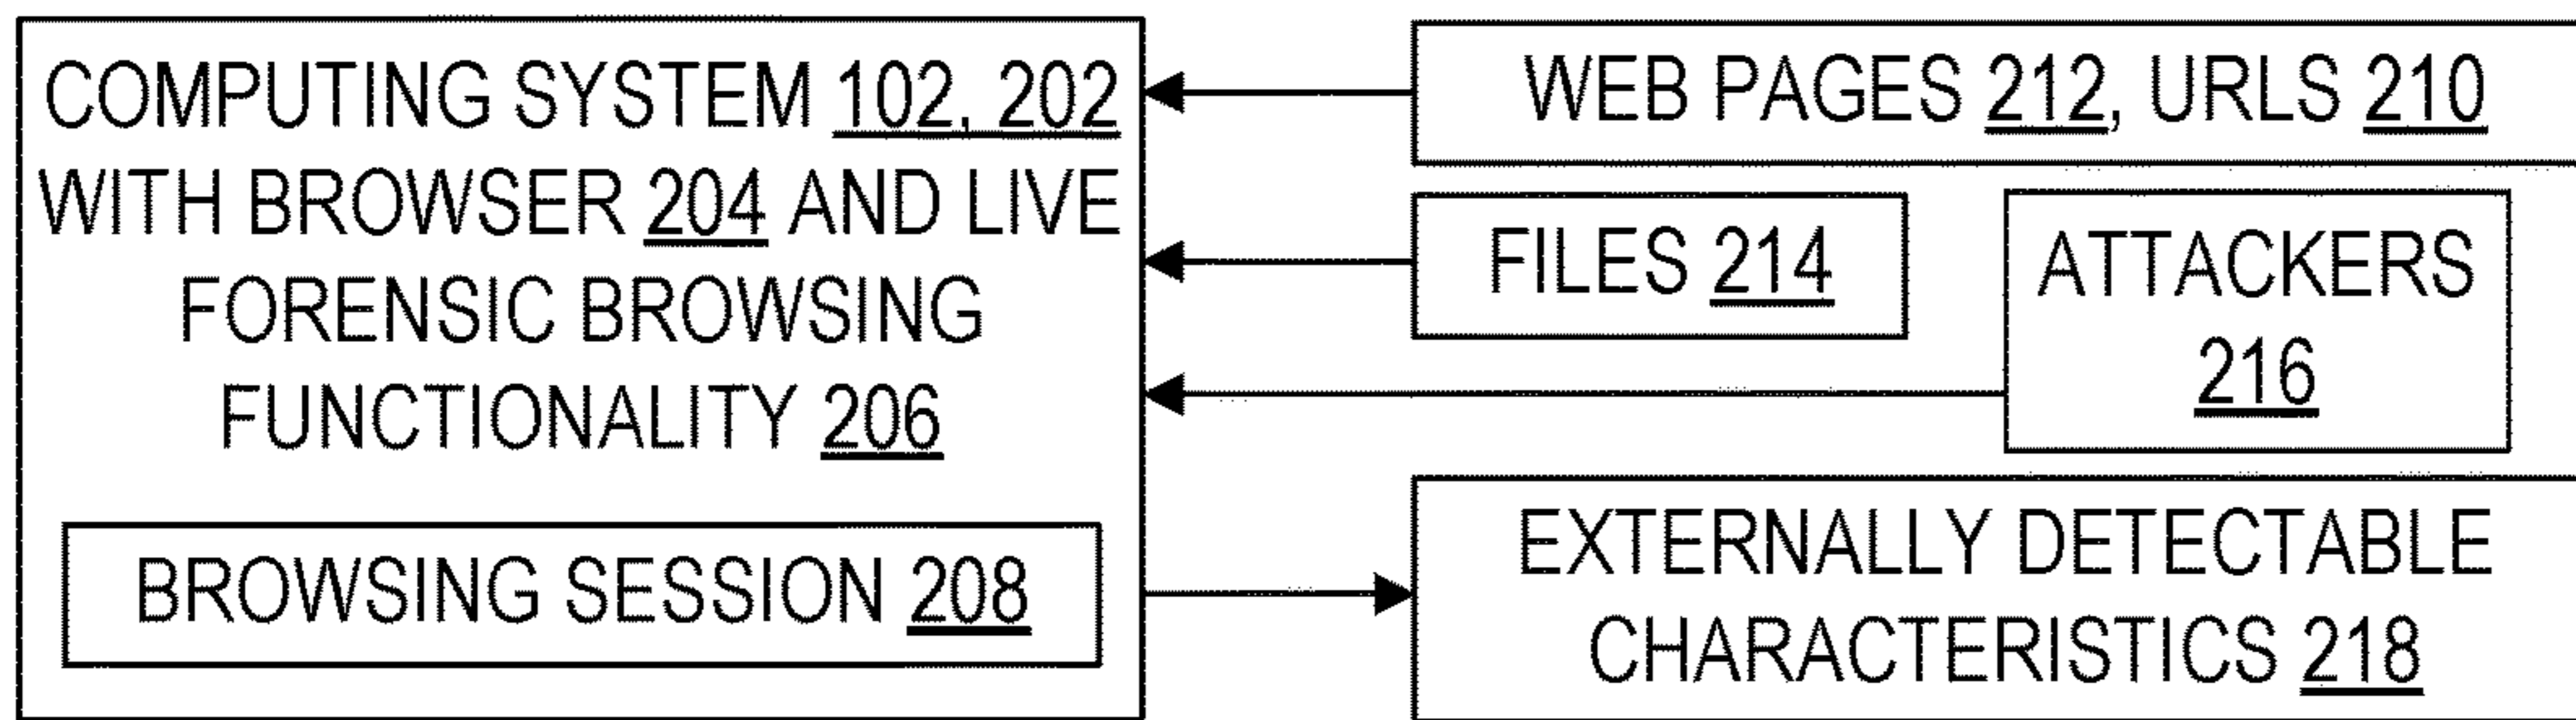 COMPUTING SYSTEM 102, 202
WITH BROWSER 204 AND LIVE
FORENSIC BROWSING
FUNCTIONALITY 206
BROWSING SESSION 208
WEB PAGES 212, URLS 210
FILES 214
ATTACKERS
216
EXTERNALLY DETECTABLE
CHARACTERISTICS 218